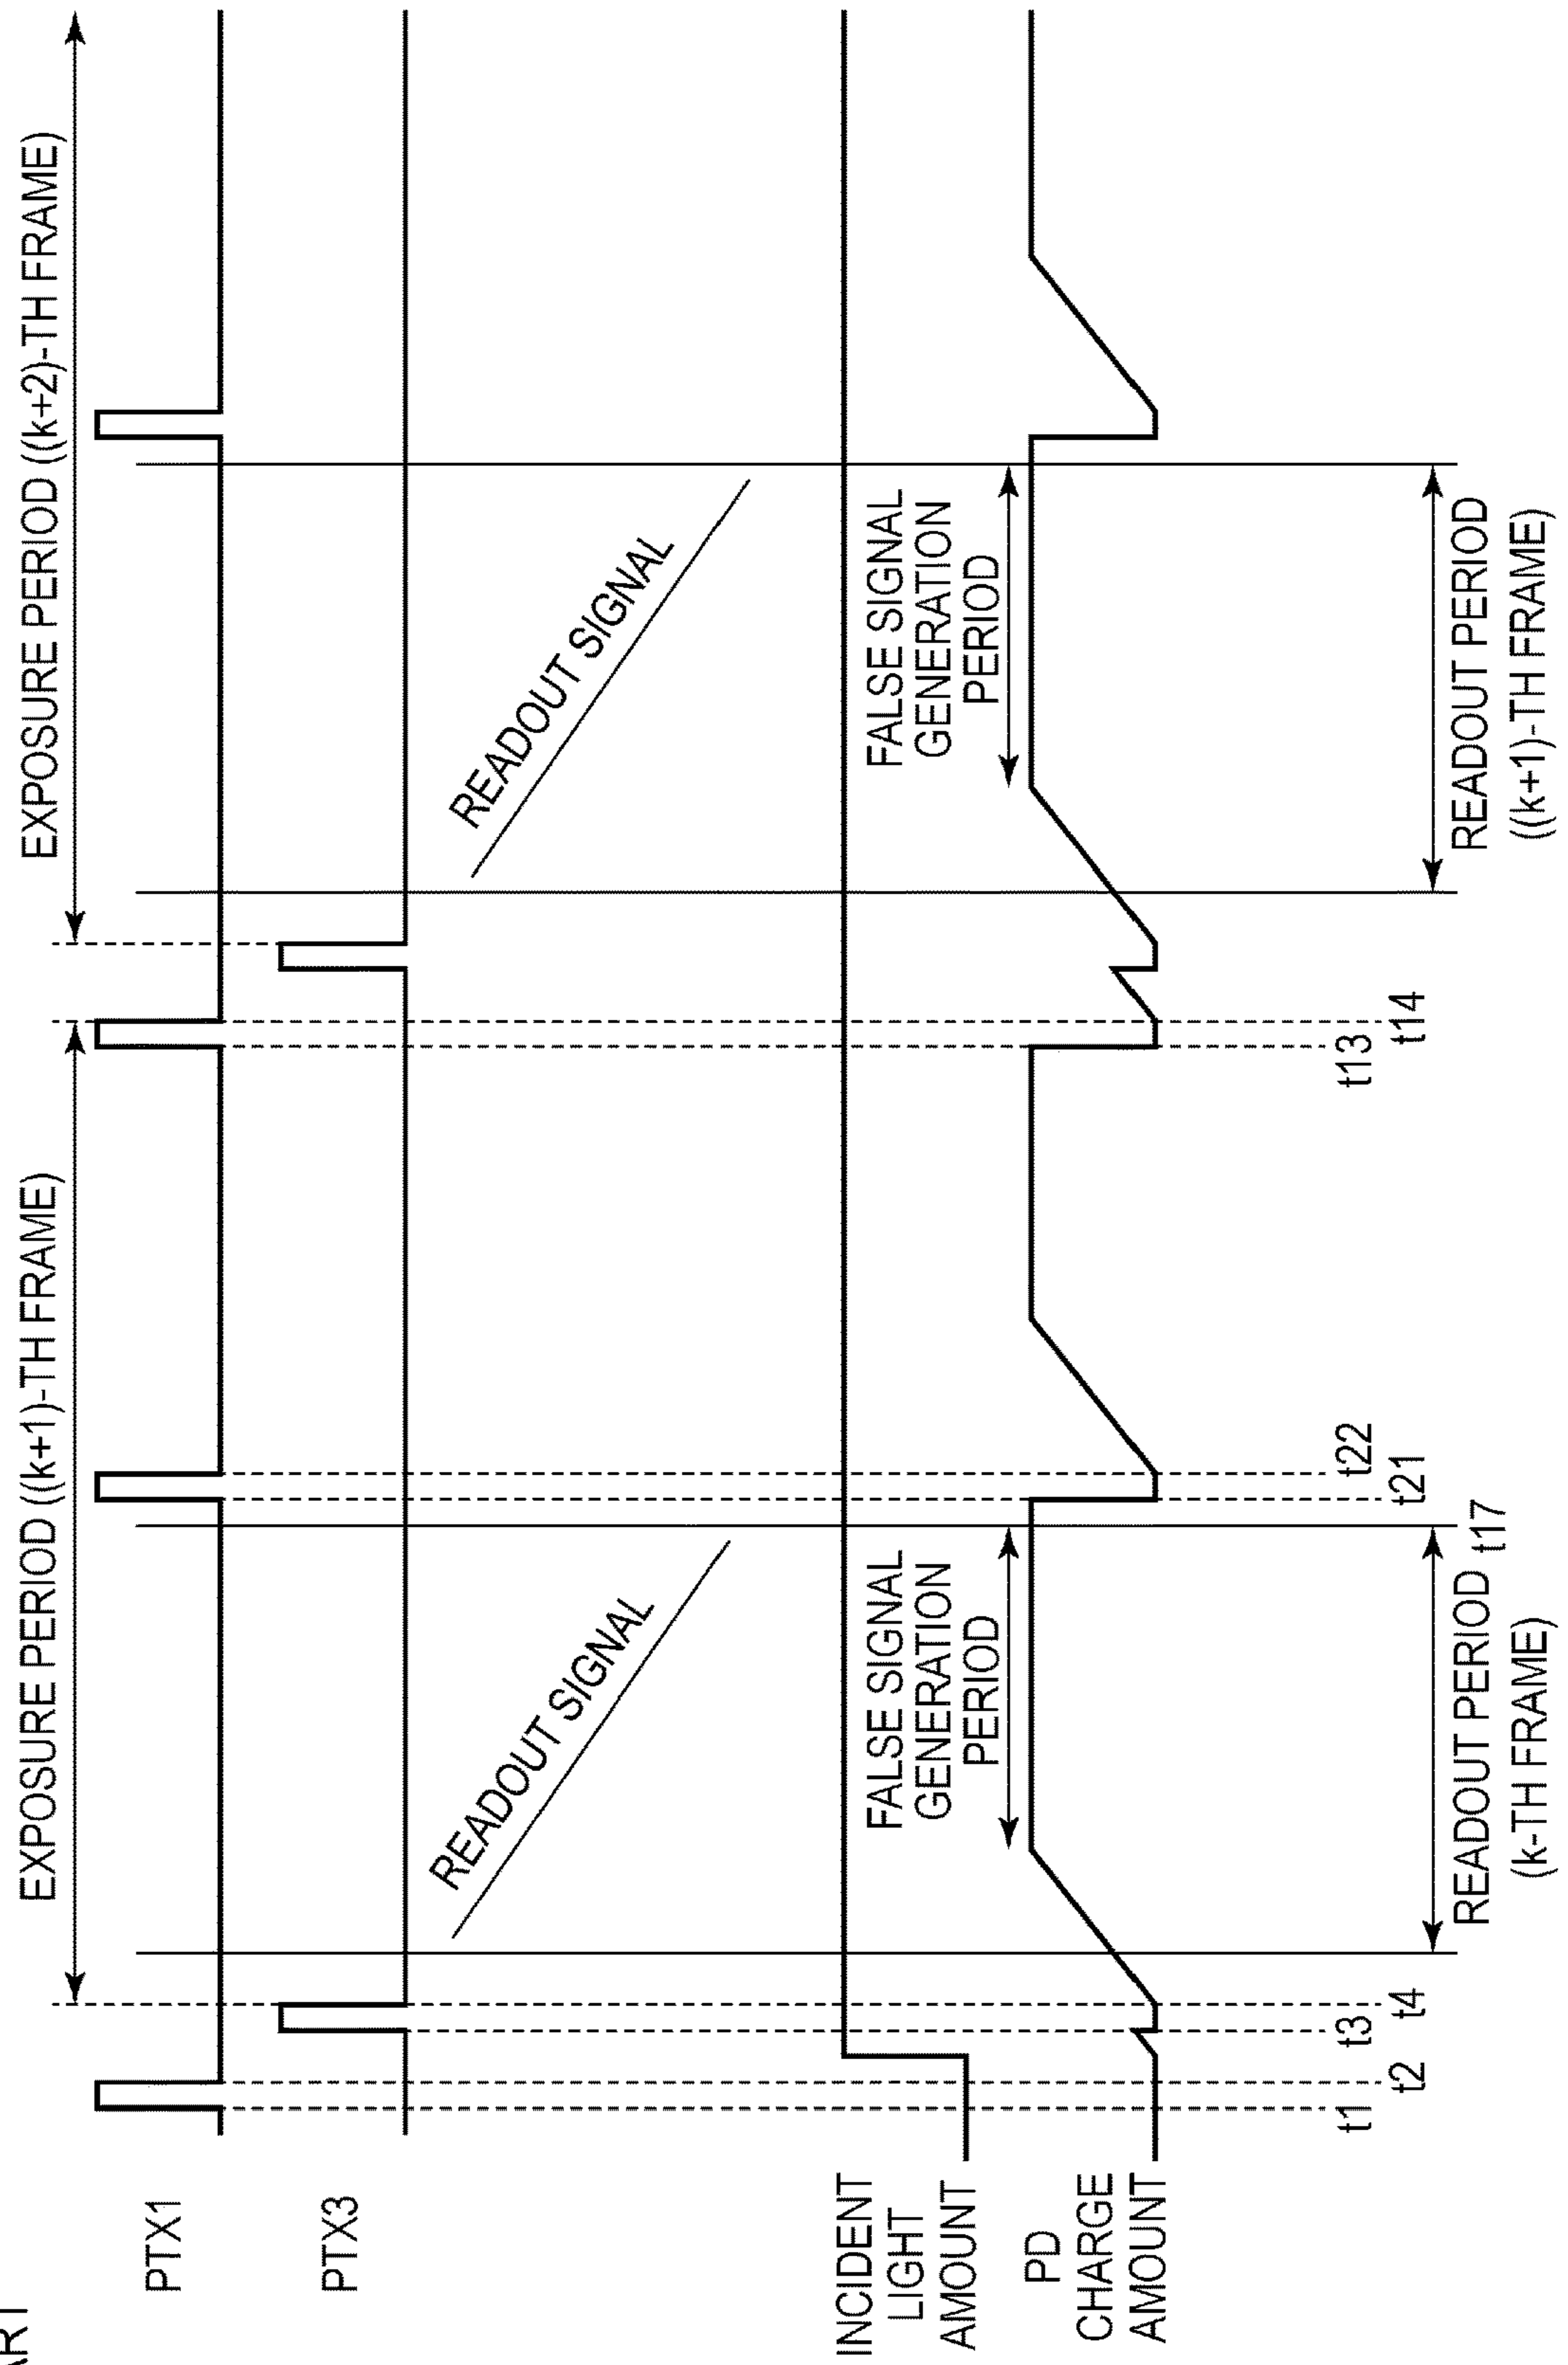 EXPOSURE PERIOD ((k+1)-TH FRAME)
EXPOSURE PERIOD ((k+2)-TH FRAME)
PTX1
PTX3
READOUT SIGNAL
READOUT SIGNAL
INCIDENT
LIGHT
AMOUNT
FALSE SIGNAL
GENERATION
PERIOD
FALSE SIGNAL
GENERATION
PERIOD
PD
CHARGE
AMOUNT
t1
t2
t3
t4
t21
t22
t13
t14
READOUT PERIOD
(k-TH FRAME)
t17
READOUT PERIOD
((k+1)-TH FRAME)